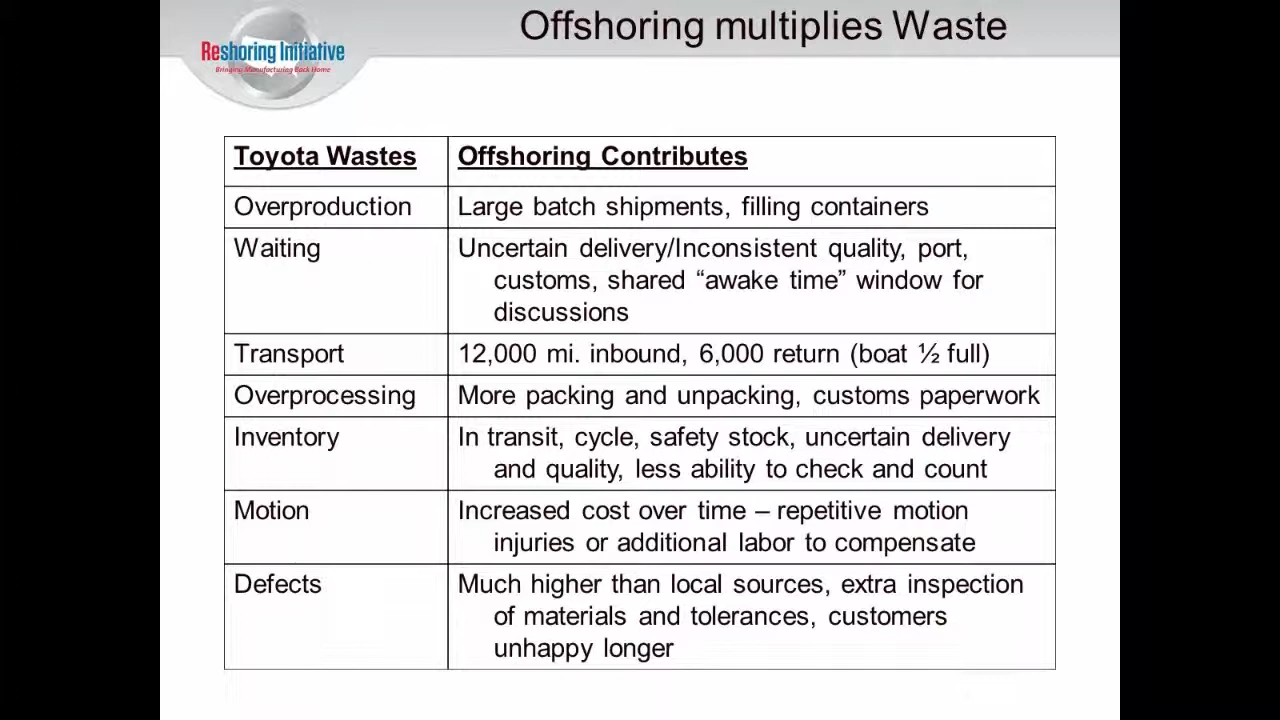 Offshoring multiplies Waste
Reshoring Initiative
Bringing Manufacturing Back Home
Toyota Wastes
Offshoring Contributes
Overproduction
Large batch shipments, filling containers
Waiting
Uncertain delivery/Inconsistent quality, port,
customs, shared “awake time” window for
discussions
Transport
12,000 mi. inbound, 6,000 return (boat ½ full)
Overprocessing
More packing and unpacking, customs paperwork
Inventory
In transit, cycle, safety stock, uncertain delivery
and quality, less ability to check and count
Motion
Increased cost over time – repetitive motion
injuries or additional labor to compensate
Defects
Much higher than local sources, extra inspection
of materials and tolerances, customers
unhappy longer